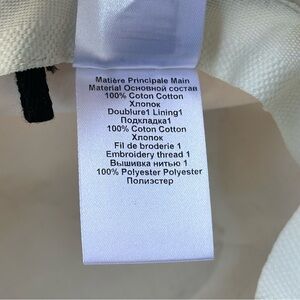 Matière Principale Main
Material Основной состав
100% Coton Cotton
Хлопок
Doublure1 Lining1
Подкладка1
100% Coton Cotton
Хлопок
Fil de broderie 1
Embroidery thread 1
Вышивка нитью 1
100% Polyester Polyester
Полиэстер